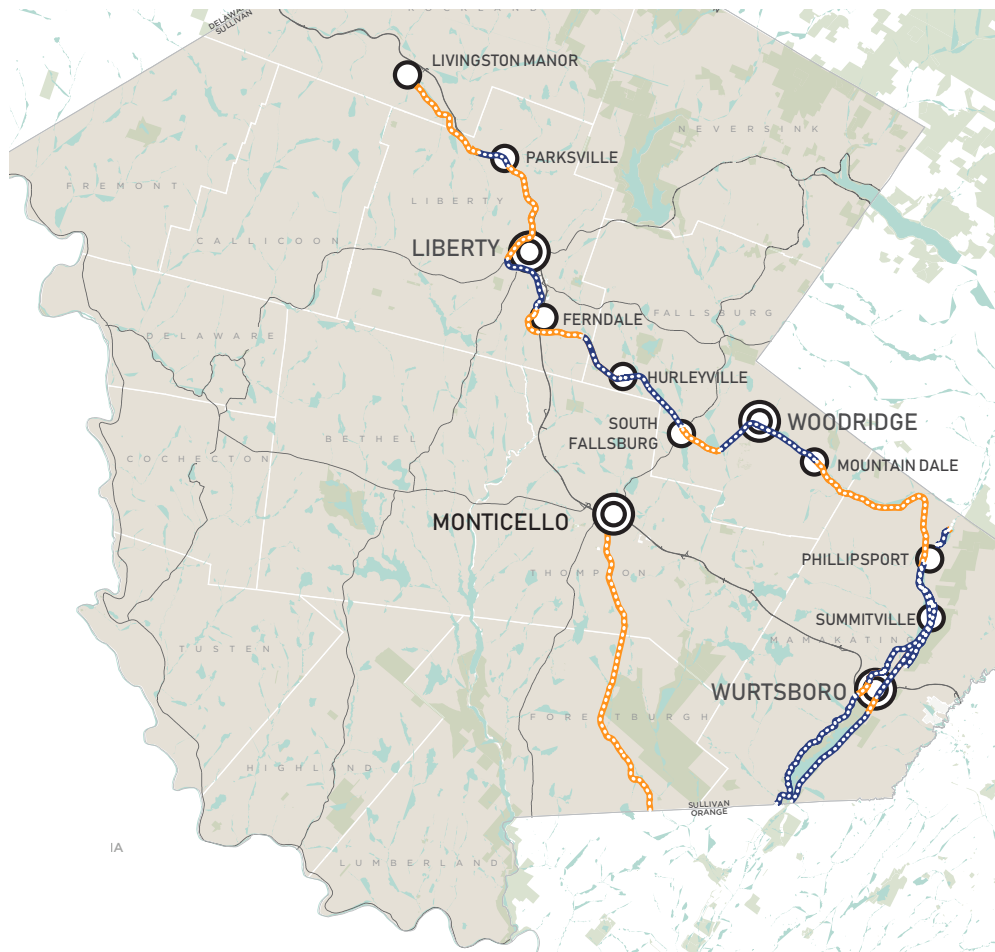 DELAWARE
SULLIVAN
ROCKLAND
LIVINGSTON MANOR
NEVERSINK
PARKSVILLE
FREMONT
LIBERTY
CALLICOON
LIBERTY
FERNDALE
FALLSBURG
DELAWARE
HURLEYVILLE
SOUTH
FALLSBURG
WOODRIDGE
BETHEL
COCHECTON
MOUNTAIN DALE
MONTICELLO
PHILLIPSPORT
THOMPSON
SUMMITVILLE
MAMAKATING
TUSTEN
WURTSBORO
FORESTBURGH
HIGHLAND
SULLIVAN
ORANGE
IA
LUMBERLAND